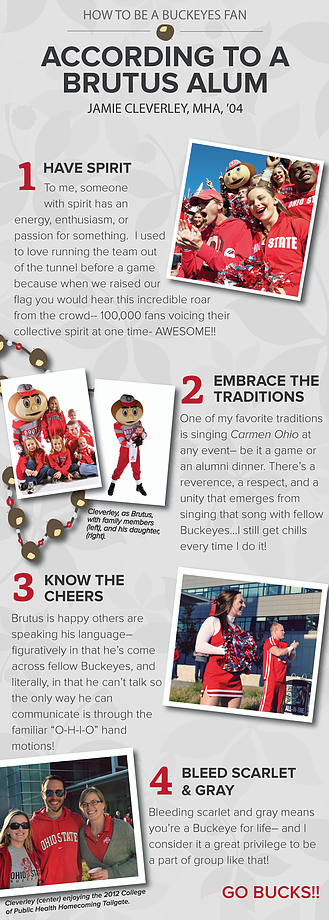 HOW TO BE A BUCKEYES FAN
ACCORDING TO A
BRUTUS ALUM
JAMIE CLEVERLEY, MHA, '04
1 HAVE SPIRIT
To me, someone
with spirit has an
energy, enthusiasm, or
passion for something. I used
to love running the team out
of the tunnel before a game
because when we raised our
flag you would hear this incredible roar
from the crowd-- 100,000 fans voicing their
collective spirit at one time- AWESOME!!
STATE
2 EMBRACE THE
TRADITIONS
One of my favorite traditions
is singing Carmen Ohio at
any event– be it a game or
an alumni dinner. There's a
reverence, a respect, and a
unity that emerges from
singing that song with fellow
Buckeyes...I still get chills
every time I do it!
Cleverley, as Brutus,
with family members
(left), and his daughter,
(right).
3 KNOW THE
CHEERS
Brutus is happy others are
speaking his language–
figuratively in that he's come
across fellow Buckeyes, and
literally, in that he can't talk so
the only way he can
communicate is through the
familiar “O-H-I-O” hand
motions!
4 BLEED SCARLET
& GRAY
Bleeding scarlet and gray means
you're a Buckeye for life– and I
consider it a great privilege to be
a part of group like that!
OHIO STATE
Cleverley (center) enjoying the 2012 College
of Public Health Homecoming Tailgate.
GO BUCKS!!